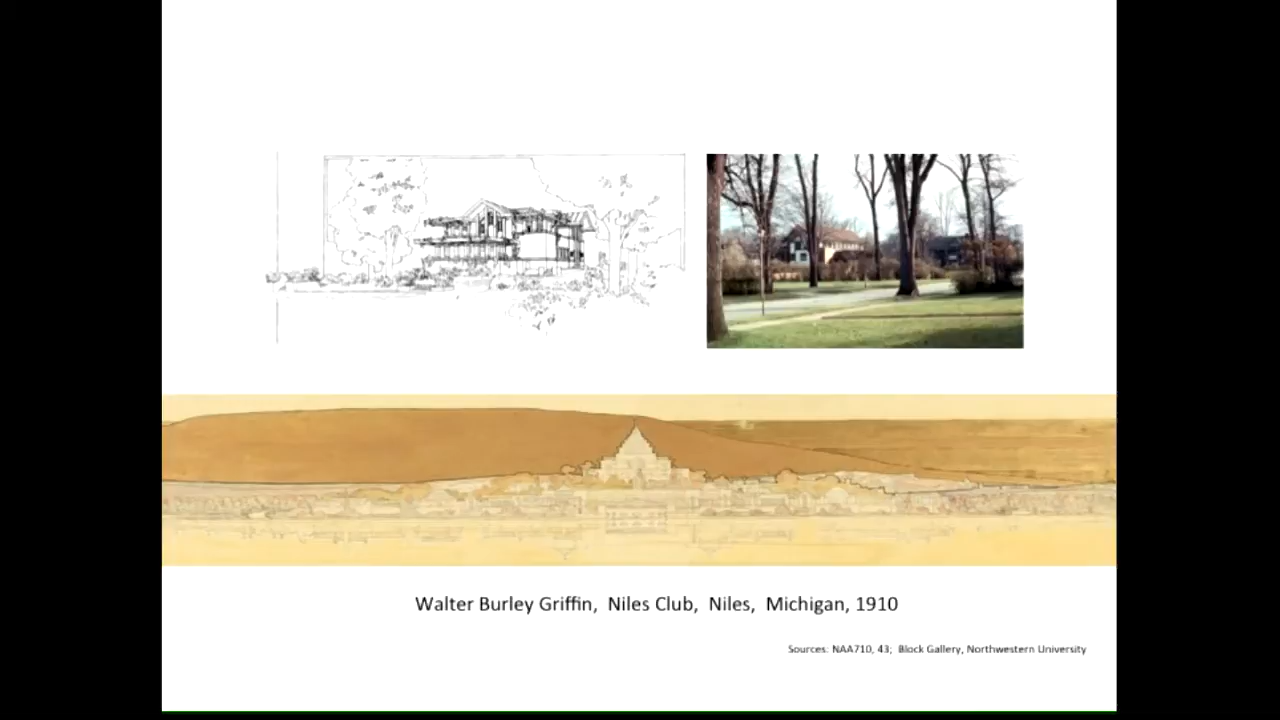 Walter Burley Griffin, Niles Club, Niles, Michigan, 1910
Sources: NAA710, 43; Block Gallery, Northwestern University